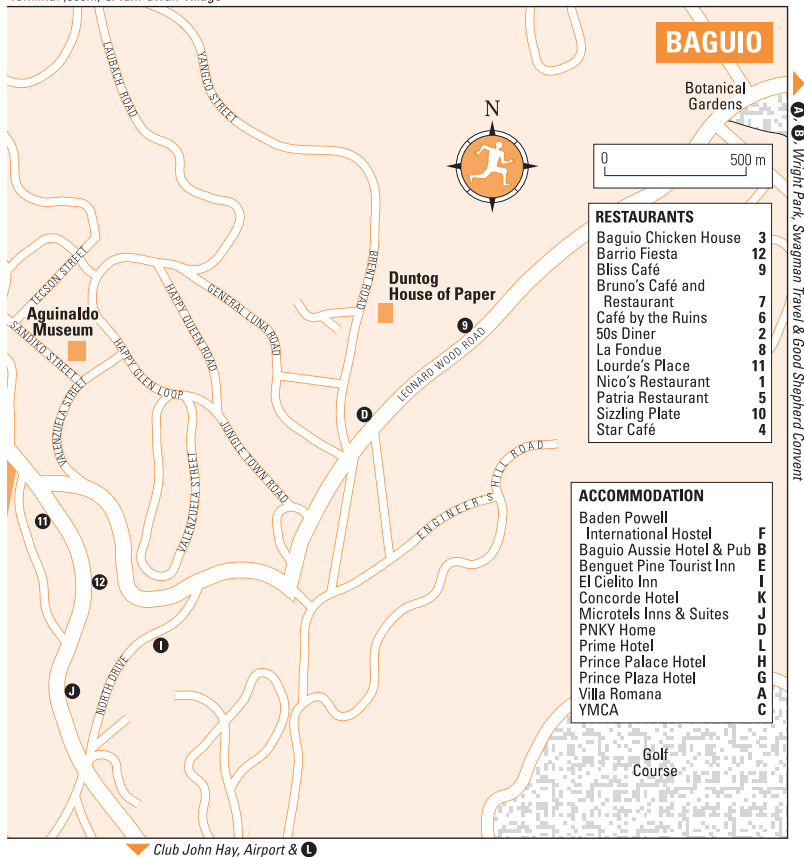 BAGUIO
LAUBACH ROAD
YANGCO STREET
Botanical
Gardens
A, B, Wright Park, Swagman Travel & Good Shepherd Convent
N
0 500 m
RESTAURANTS
Baguio Chicken House 3
Barrio Fiesta 12
Bliss Café 9
Bruno's Café and
Restaurant 7
Café by the Ruins 6
50s Diner 2
La Fondue 8
Lourde's Place 11
Nico's Restaurant 1
Patria Restaurant 5
Sizzling Plate 10
Star Café 4
TECSON STREET
SANDIKO STREET
Aguinaldo
Museum
HAPPY QUEEN ROAD
GENERAL LUNA ROAD
BRENT ROAD
Duntog
House of Paper
9
LEONARD WOOD ROAD
HAPPY GLEN LOOP
VALENZUELA STREET
D
JUNGLE TOWN ROAD
VALENZUELA STREET
ENGINEER'S HILL ROAD
11
12
I
NORTH DRIVE
J
ACCOMMODATION
Baden Powell
International Hostel F
Baguio Aussie Hotel & Pub B
Benguet Pine Tourist Inn E
El Cielito Inn I
Concorde Hotel K
Microtels Inns & Suites J
PNKY Home D
Prime Hotel L
Prince Palace Hotel H
Prince Plaza Hotel G
Villa Romana A
YMCA C
Golf
Course
Club John Hay, Airport & L